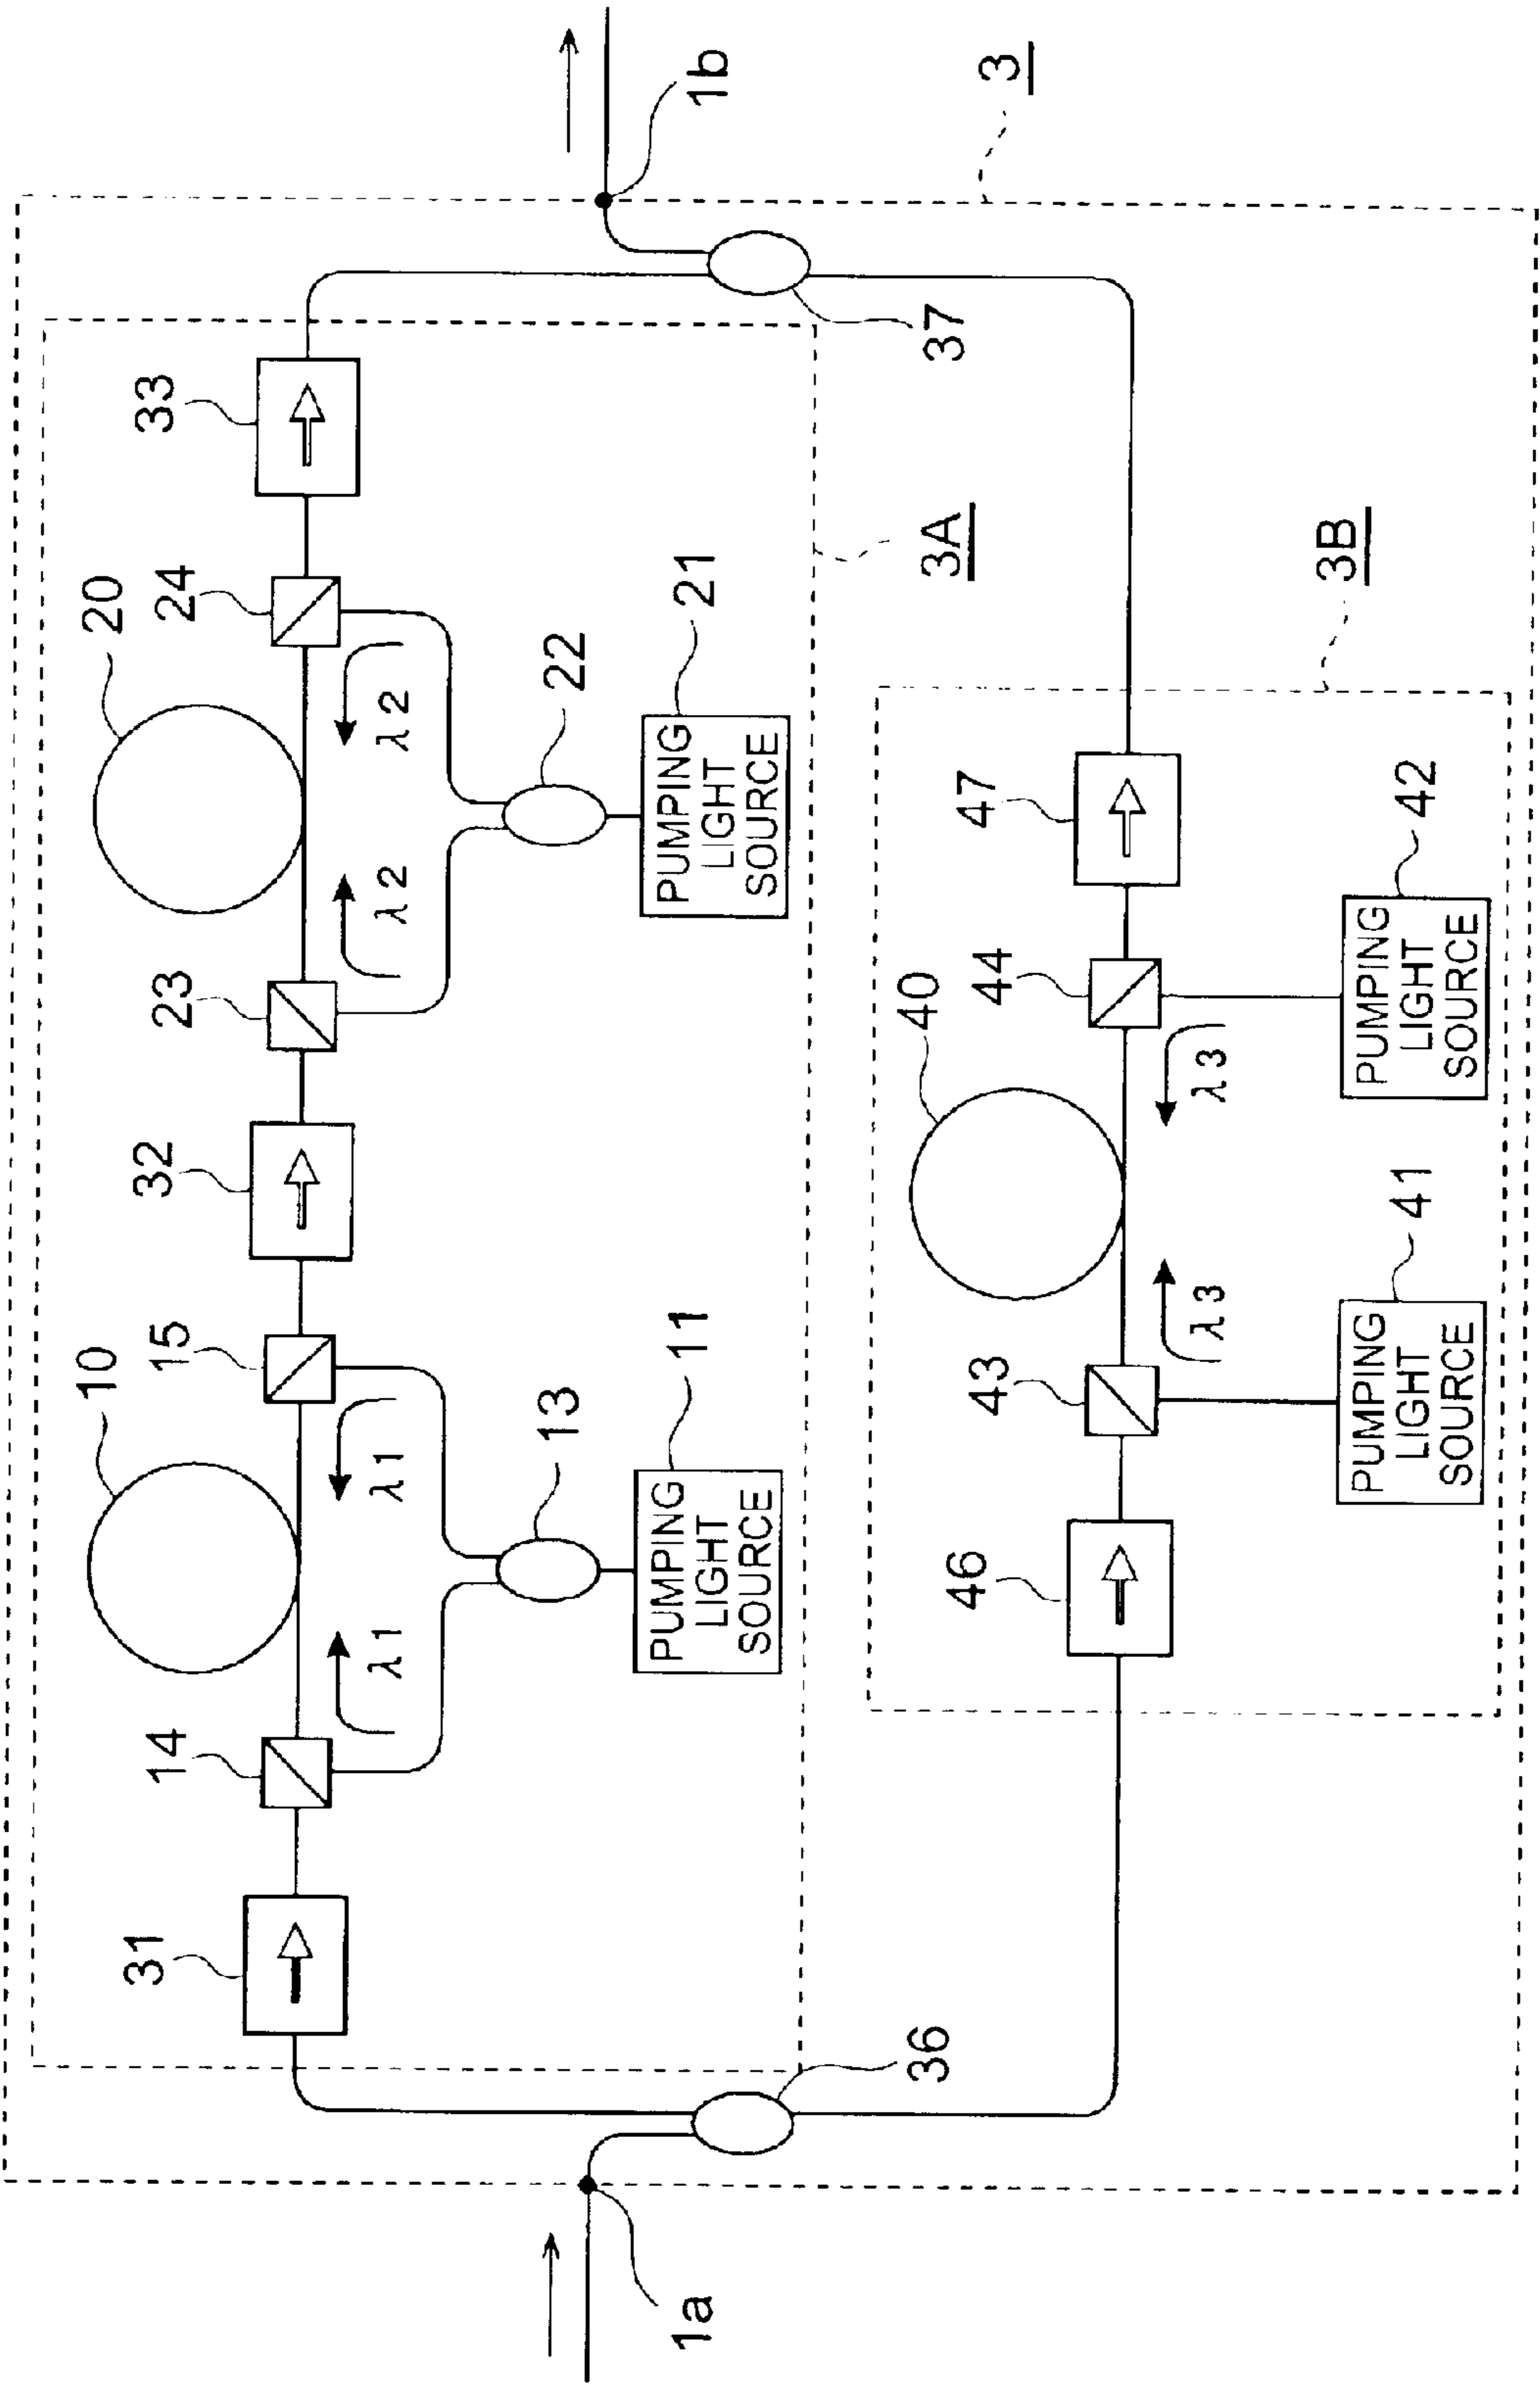 1b
3
33
37
20
24
3A
21
22
λ2
λ2
PUMPING
LIGHT
SOURCE
23
32
15
10
λ1
λ1
13
11
PUMPING
LIGHT
SOURCE
14
31
36
1a
3B
47
42
44
40
λ3
λ3
PUMPING
LIGHT
SOURCE
41
43
PUMPING
LIGHT
SOURCE
46